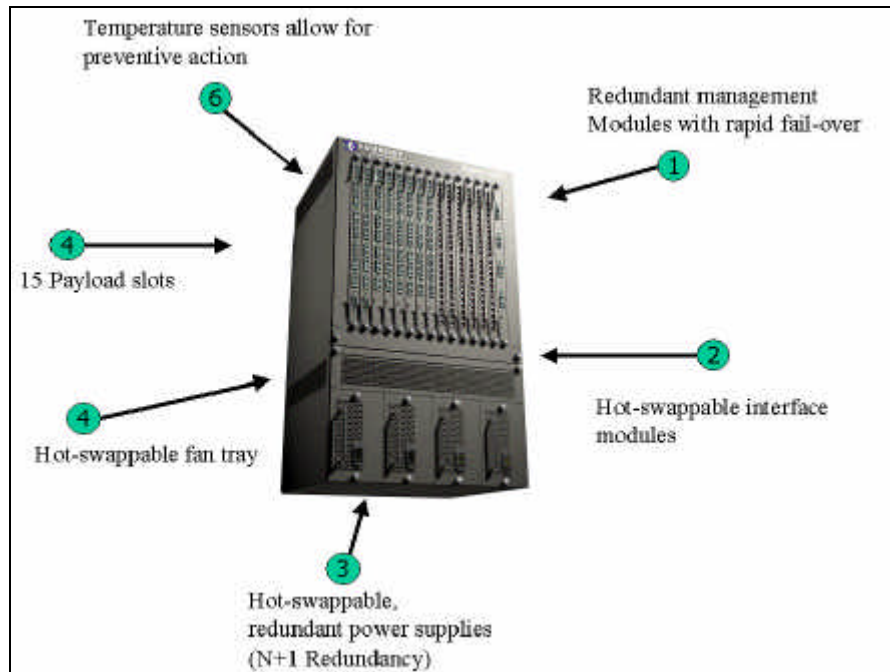 Temperature sensors allow for
preventive action
6
Redundant management
Modules with rapid fail-over
1
4
15 Payload slots
2
Hot-swappable interface
modules
4
Hot-swappable fan tray
3
Hot-swappable,
redundant power supplies
(N+1 Redundancy)